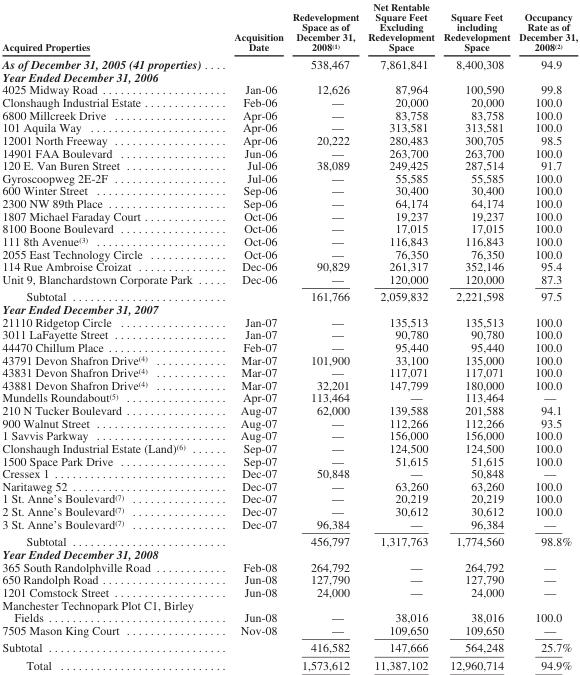 Acquired Properties Acquisition Date Redevelopment Space as of December 31, 2008(1) Net Rentable Square Feet Excluding Redevelopment Space Square Feet including Redevelopment Space Occupancy Rate as of December 31, 2008(2)
As of December 31, 2005 (41 properties) .... 538,467 7,861,841 8,400,308 94.9
Year Ended December 31, 2006
4025 Midway Road Jan-06 12,626 87,964 100,590 99.8
Clonshaugh Industrial Estate Feb-06 — 20,000 20,000 100.0
6800 Millcreek Drive Apr-06 — 83,758 83,758 100.0
101 Aquila Way Apr-06 — 313,581 313,581 100.0
12001 North Freeway Apr-06 20,222 280,483 300,705 98.5
14901 FAA Boulevard Jun-06 — 263,700 263,700 100.0
120 E. Van Buren Street Jul-06 38,089 249,425 287,514 91.7
Gyroscoopweg 2E-2F Jul-06 — 55,585 55,585 100.0
600 Winter Street Sep-06 — 30,400 30,400 100.0
2300 NW 89th Place Sep-06 — 64,174 64,174 100.0
1807 Michael Faraday Court Oct-06 — 19,237 19,237 100.0
8100 Boone Boulevard Oct-06 — 17,015 17,015 100.0
111 8th Avenue(3) Oct-06 — 116,843 116,843 100.0
2055 East Technology Circle Oct-06 — 76,350 76,350 100.0
114 Rue Ambroise Croizat Dec-06 90,829 261,317 352,146 95.4
Unit 9, Blanchardstown Corporate Park Dec-06 — 120,000 120,000 87.3
Subtotal 161,766 2,059,832 2,221,598 97.5
Year Ended December 31, 2007
21110 Ridgetop Circle Jan-07 — 135,513 135,513 100.0
3011 LaFayette Street Jan-07 — 90,780 90,780 100.0
44470 Chillum Place Feb-07 — 95,440 95,440 100.0
43791 Devon Shafron Drive(4) Mar-07 101,900 33,100 135,000 100.0
43831 Devon Shafron Drive(4) Mar-07 — 117,071 117,071 100.0
43881 Devon Shafron Drive(4) Mar-07 32,201 147,799 180,000 100.0
Mundells Roundabout(5) Apr-07 113,464 — 113,464 —
210 N Tucker Boulevard Aug-07 62,000 139,588 201,588 94.1
900 Walnut Street Aug-07 — 112,266 112,266 93.5
1 Savvis Parkway Aug-07 — 156,000 156,000 100.0
Clonshaugh Industrial Estate (Land)(6) Sep-07 — 124,500 124,500 100.0
1500 Space Park Drive Sep-07 — 51,615 51,615 100.0
Cressex 1 Dec-07 50,848 — 50,848 —
Naritaweg 52 Dec-07 — 63,260 63,260 100.0
1 St. Anne's Boulevard(7) Dec-07 — 20,219 20,219 100.0
2 St. Anne's Boulevard(7) Dec-07 — 30,612 30,612 100.0
3 St. Anne's Boulevard(7) Dec-07 96,384 — 96,384 —
Subtotal 456,797 1,317,763 1,774,560 98.8%
Year Ended December 31, 2008
365 South Randolphville Road Feb-08 264,792 — 264,792 —
650 Randolph Road Jun-08 127,790 — 127,790 —
1201 Comstock Street Jun-08 24,000 — 24,000 —
Manchester Technopark Plot C1, Birley
Fields Jun-08 — 38,016 38,016 100.0
7505 Mason King Court Nov-08 — 109,650 109,650 —
Subtotal 416,582 147,666 564,248 25.7%
Total 1,573,612 11,387,102 12,960,714 94.9%